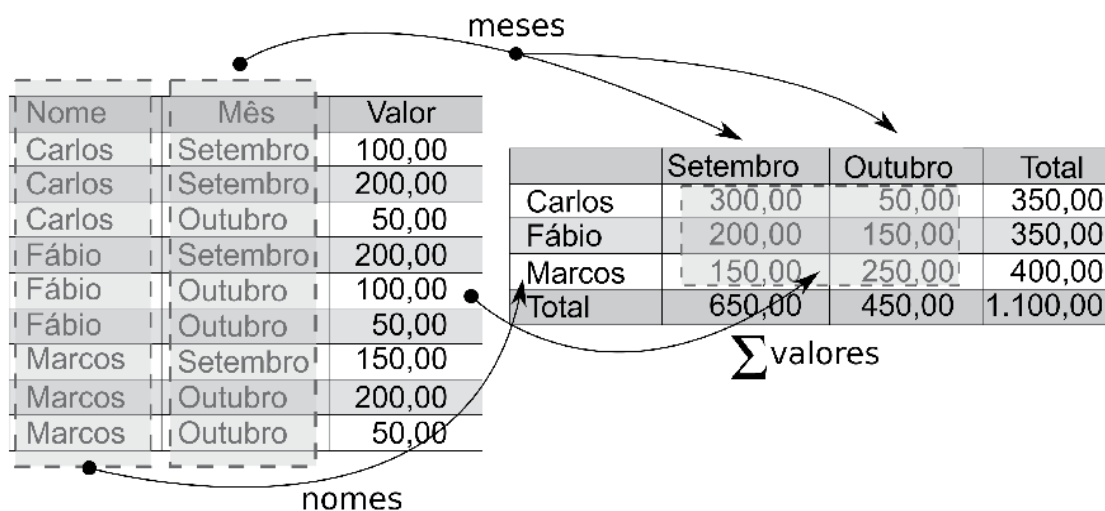 meses
Nome Mês Valor
Carlos Setembro 100,00
Carlos Setembro 200,00
Carlos Outubro 50,00
Fábio Setembro 200,00
Fábio Outubro 100,00
Fábio Outubro 50,00
Marcos Setembro 150,00
Marcos Outubro 200,00
Marcos Outubro 50,00
nomes
Setembro Outubro Total
Carlos 300,00 50,00 350,00
Fábio 200,00 150,00 350,00
Marcos 150,00 250,00 400,00
Total 650,00 450,00 1.100,00
∑valores